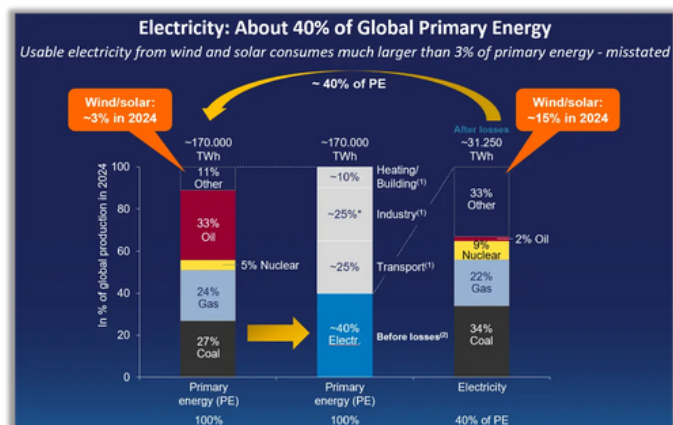 Electricity: About 40% of Global Primary Energy
Usable electricity from wind and solar consumes much larger than 3% of primary energy - misstated
~ 40% of PE
Wind/solar:
~3% in 2024
Wind/solar:
~15% in 2024
After losses
~170.000
TWh
~170.000
TWh
~31.250
TWh
In % of global production in 2024
100
80
60
40
20
0
11%
Other
33%
Oil
5% Nuclear
24%
Gas
27%
Coal
~10%
~25%*
~25%
~40%
Electr.
Heating/
Building(1)
Industry(1)
Transport(1)
Before losses(2)
33%
Other
2% Oil
9%
Nuclear
22%
Gas
34%
Coal
Primary
energy (PE)
Primary
energy (PE)
Electricity
100%
100%
40% of PE